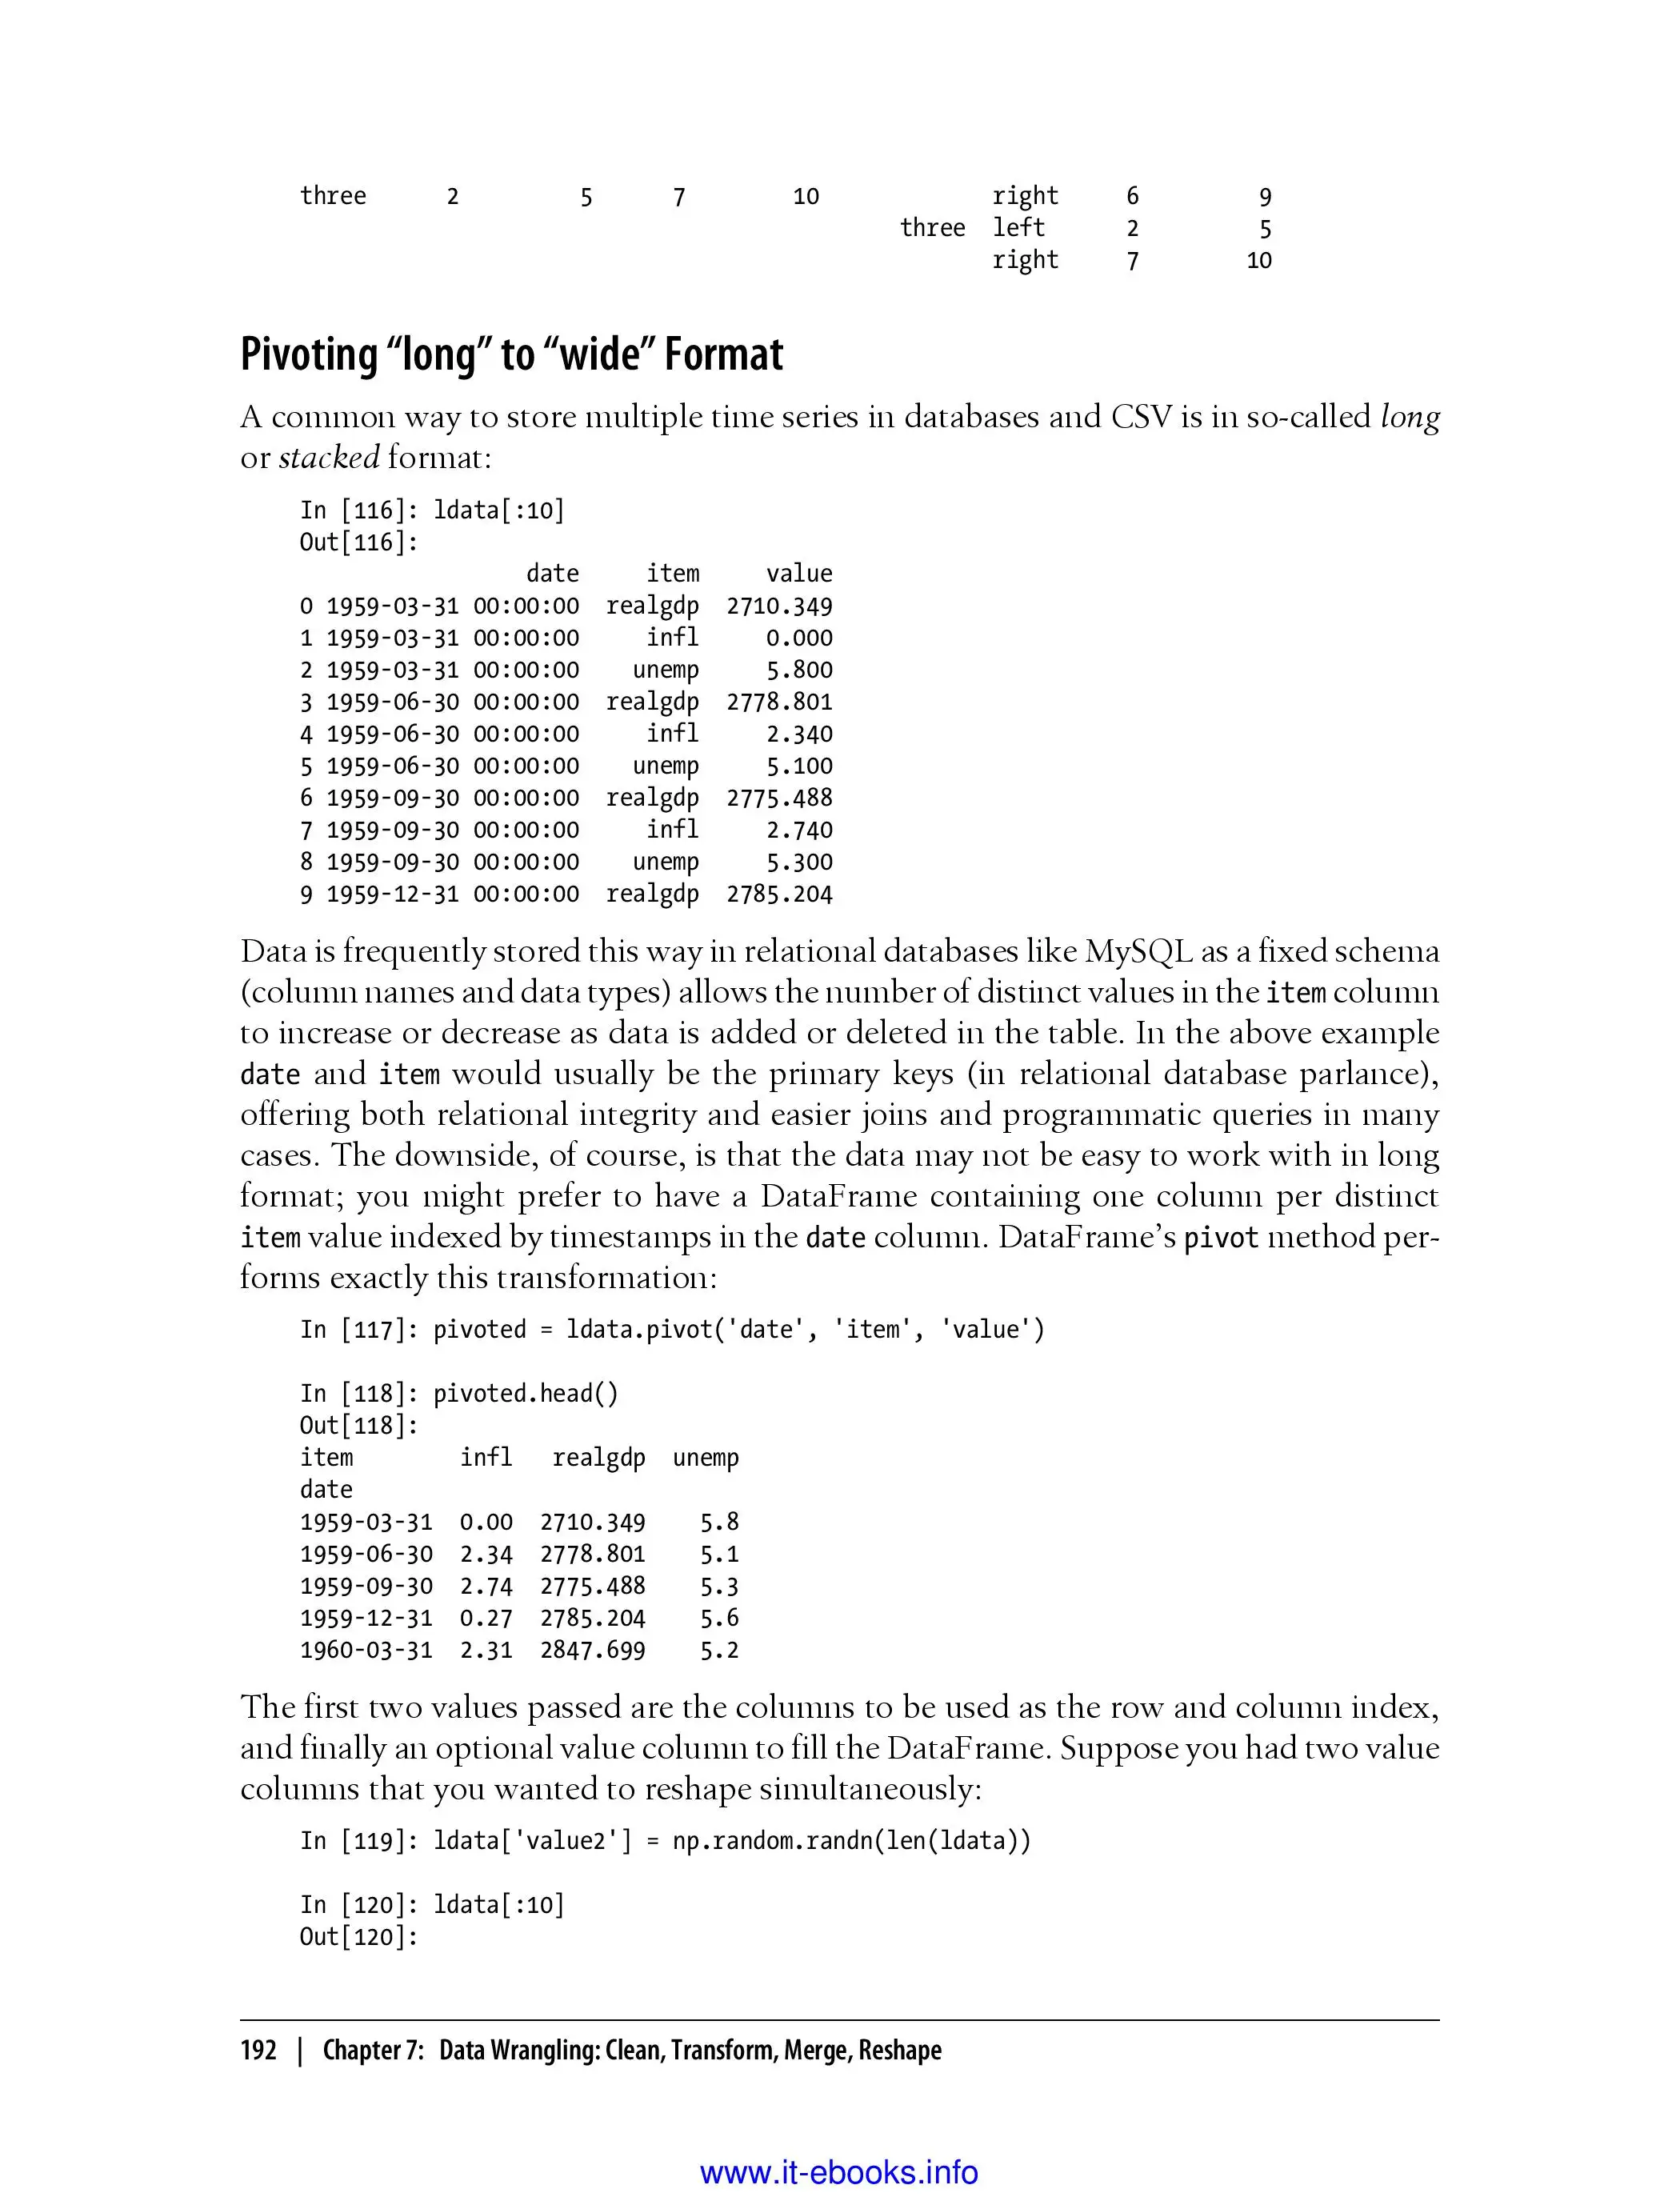 three      2         5      7        10             right     6         9
                                             three  left      2         5
                                                    right     7        10
Pivoting “long” to “wide” Format
A common way to store multiple time series in databases and CSV is in so-called long
or stacked format:
In [116]: ldata[:10]
Out[116]:
                 date     item     value
0 1959-03-31 00:00:00  realgdp  2710.349
1 1959-03-31 00:00:00     infl     0.000
2 1959-03-31 00:00:00    unemp     5.800
3 1959-06-30 00:00:00  realgdp  2778.801
4 1959-06-30 00:00:00     infl     2.340
5 1959-06-30 00:00:00    unemp     5.100
6 1959-09-30 00:00:00  realgdp  2775.488
7 1959-09-30 00:00:00     infl     2.740
8 1959-09-30 00:00:00    unemp     5.300
9 1959-12-31 00:00:00  realgdp  2785.204
Data is frequently stored this way in relational databases like MySQL as a fixed schema
(column names and data types) allows the number of distinct values in the item column
to increase or decrease as data is added or deleted in the table. In the above example
date and item would usually be the primary keys (in relational database parlance),
offering both relational integrity and easier joins and programmatic queries in many
cases. The downside, of course, is that the data may not be easy to work with in long
format; you might prefer to have a DataFrame containing one column per distinct
item value indexed by timestamps in the date column. DataFrame’s pivot method per-
forms exactly this transformation:
In [117]: pivoted = ldata.pivot('date', 'item', 'value')
In [118]: pivoted.head()
Out[118]:
item        infl   realgdp  unemp
date
1959-03-31  0.00  2710.349    5.8
1959-06-30  2.34  2778.801    5.1
1959-09-30  2.74  2775.488    5.3
1959-12-31  0.27  2785.204    5.6
1960-03-31  2.31  2847.699    5.2
The first two values passed are the columns to be used as the row and column index,
and finally an optional value column to fill the DataFrame. Suppose you had two value
columns that you wanted to reshape simultaneously:
In [119]: ldata['value2'] = np.random.randn(len(ldata))
In [120]: ldata[:10]
Out[120]:
192 | Chapter 7: Data Wrangling: Clean, Transform, Merge, Reshape
www.it-ebooks.info